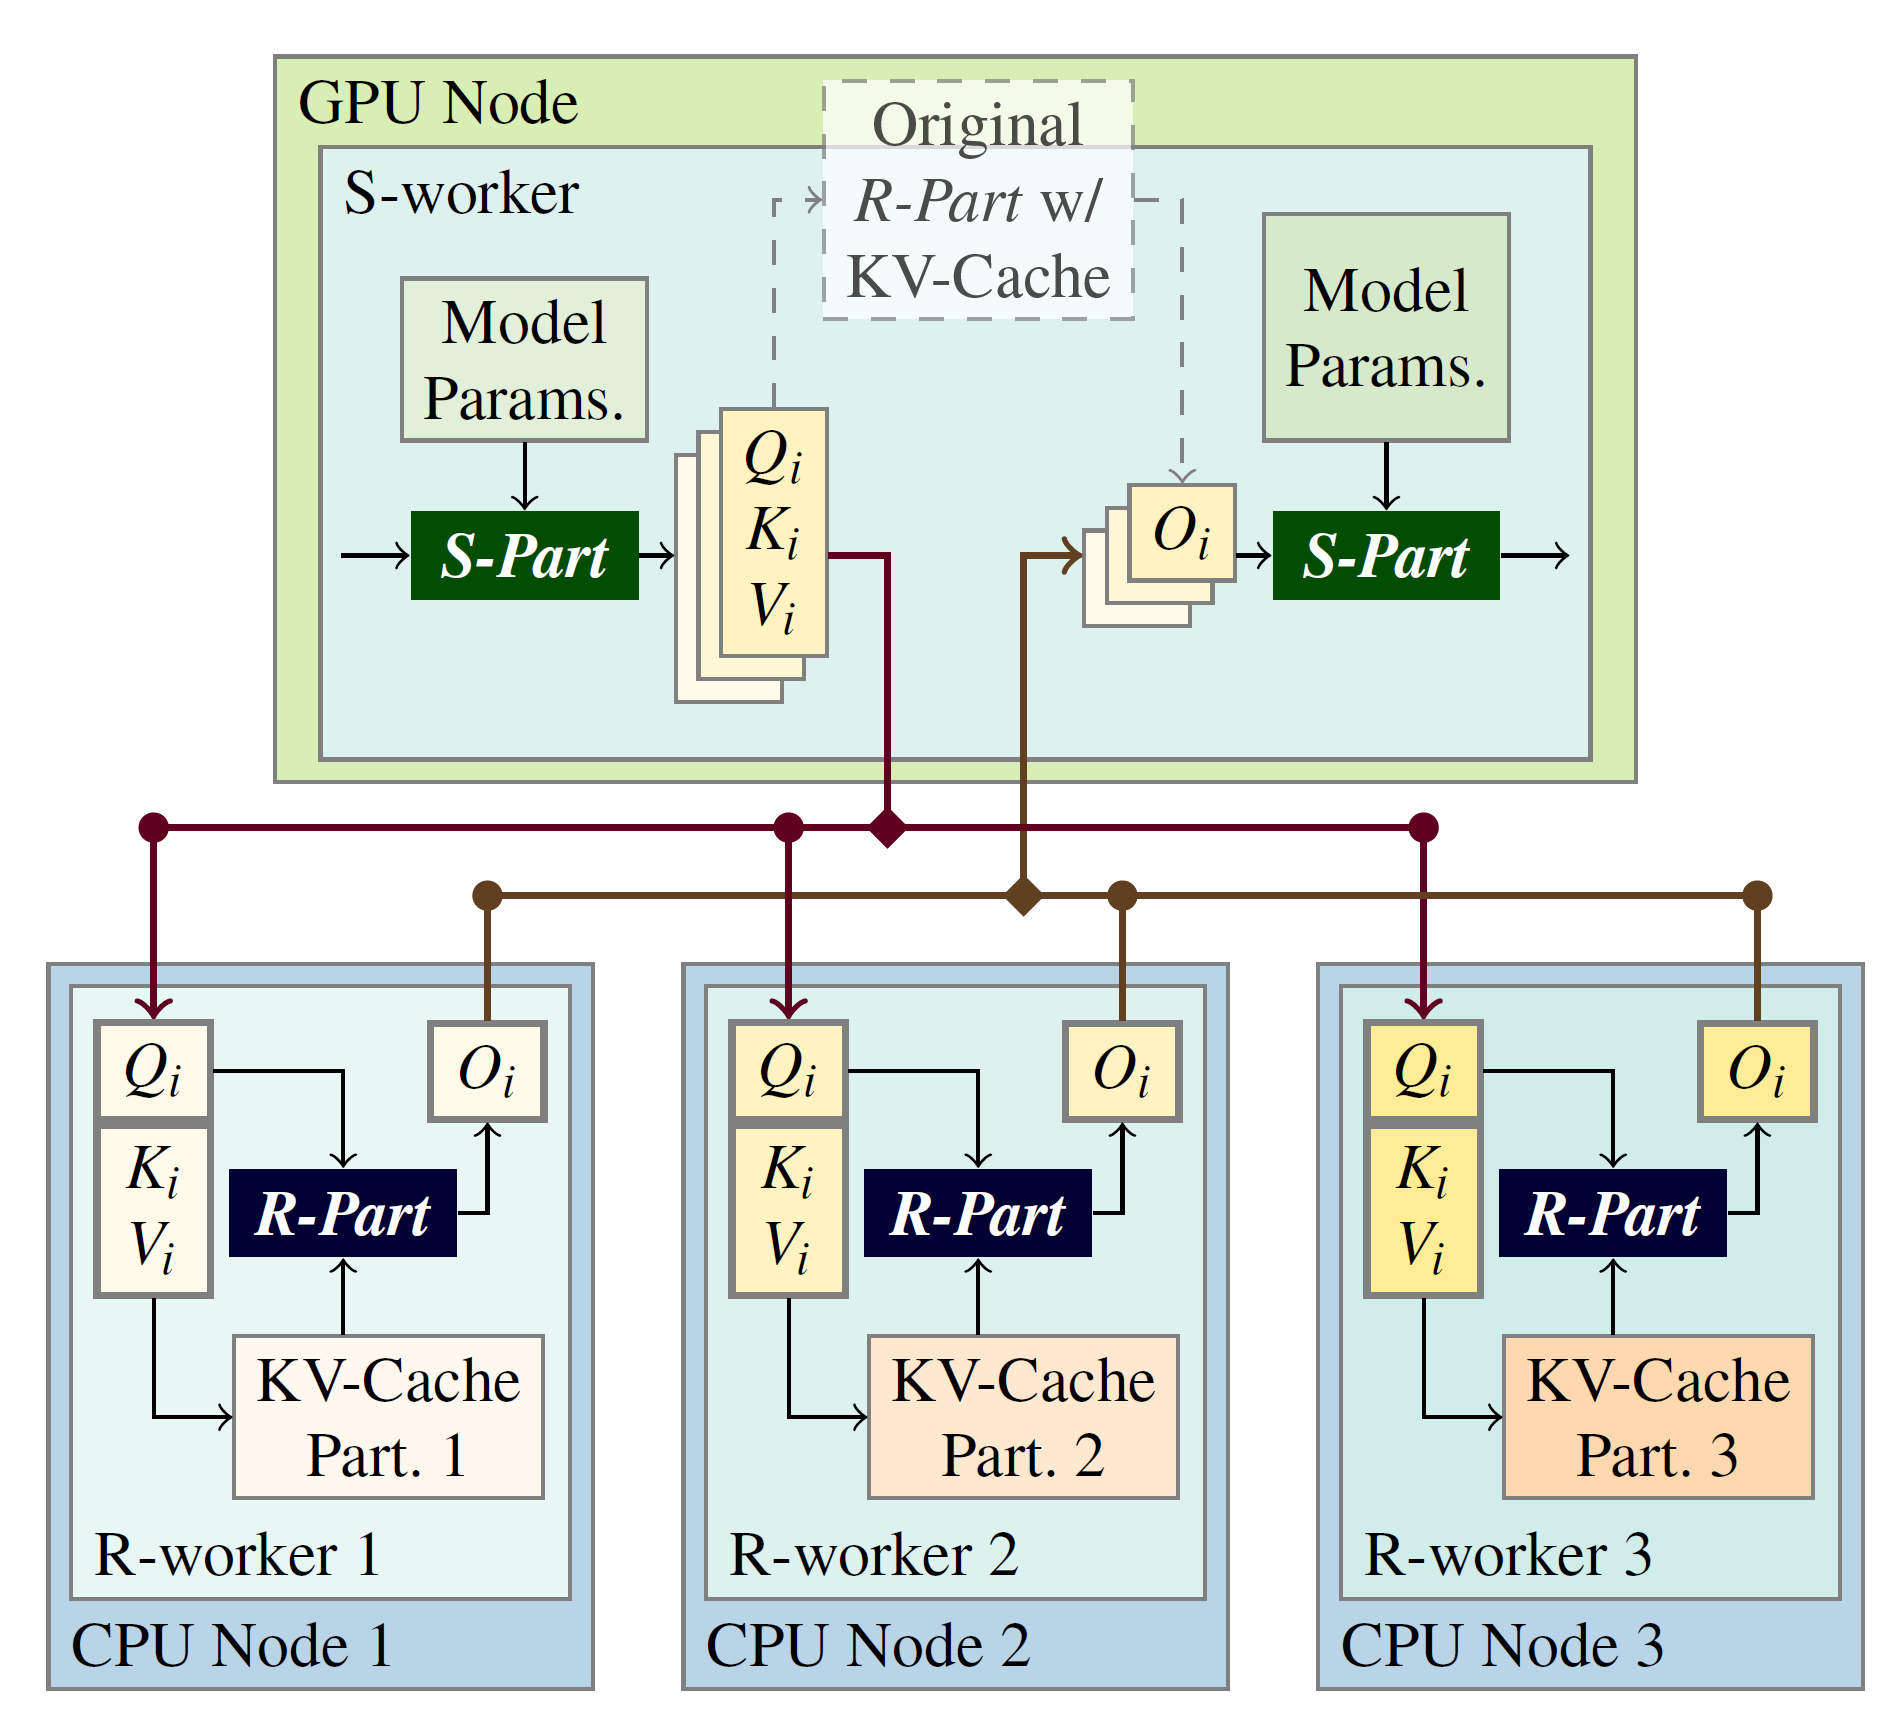 GPU Node
S-worker
Original
R-Part w/
KV-Cache
Model
Params.
Model
Params.
S-Part
Q_i
K_i
V_i
O_i
S-Part
Q_i
K_i
V_i
R-Part
O_i
KV-Cache
Part. 1
R-worker 1
CPU Node 1
Q_i
K_i
V_i
R-Part
O_i
KV-Cache
Part. 2
R-worker 2
CPU Node 2
Q_i
K_i
V_i
R-Part
O_i
KV-Cache
Part. 3
R-worker 3
CPU Node 3